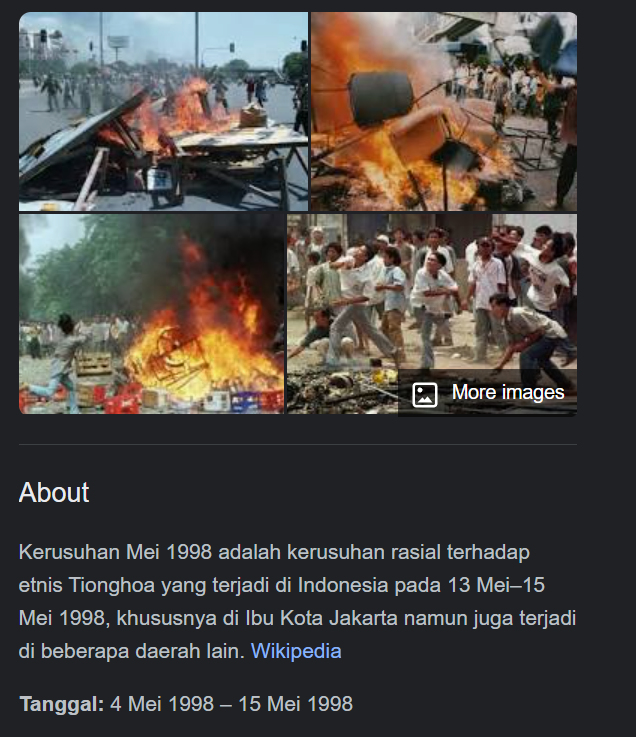 More images
About
Kerusuhan Mei 1998 adalah kerusuhan rasial terhadap
etnis Tionghoa yang terjadi di Indonesia pada 13 Mei–15
Mei 1998, khususnya di Ibu Kota Jakarta namun juga terjadi
di beberapa daerah lain. Wikipedia
Tanggal: 4 Mei 1998 – 15 Mei 1998